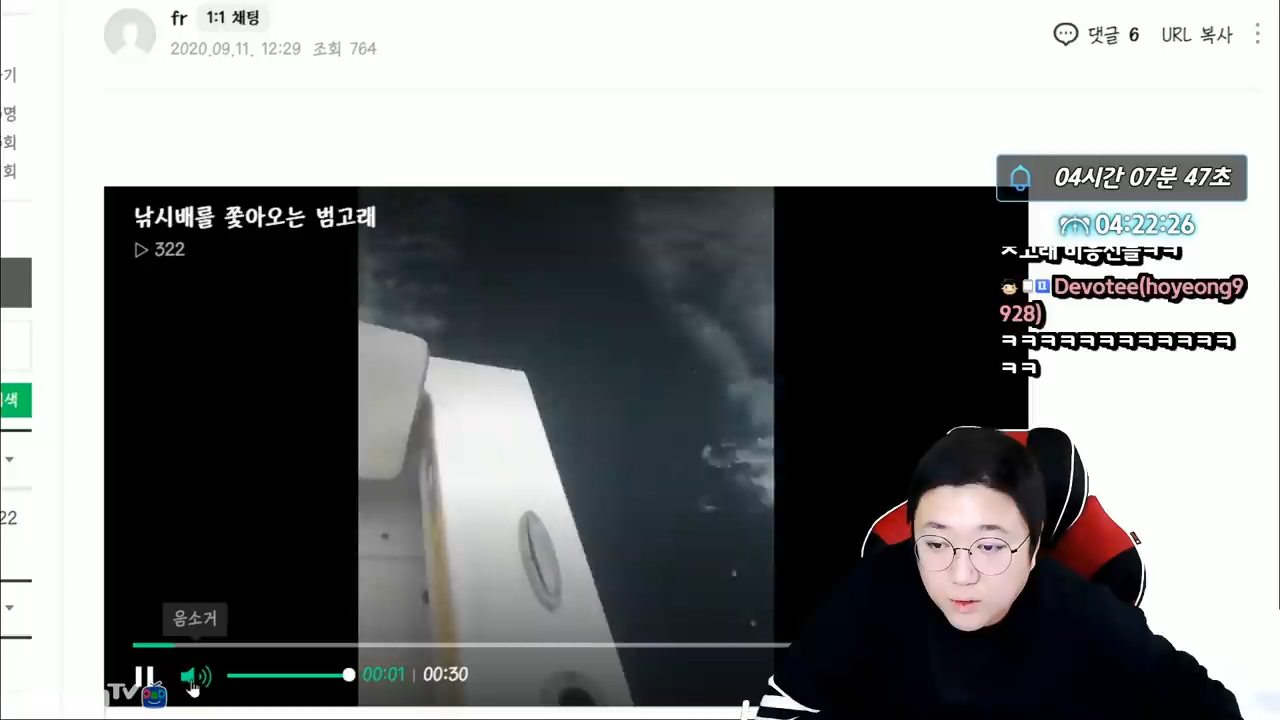 fr 1:1 채팅
2020.09.11. 12:29 조회 764
댓글 6 URL 복사
기
명
회
회
색
22
낚시배를 쫓아오는 범고래
322
음소거
00:01 | 00:30
TV
04시간 07분 47초
04:22:26
Devotee(hoyeong9
928)
ㅋㅋㅋㅋㅋㅋㅋㅋㅋㅋㅋㅋ
ㅋㅋ